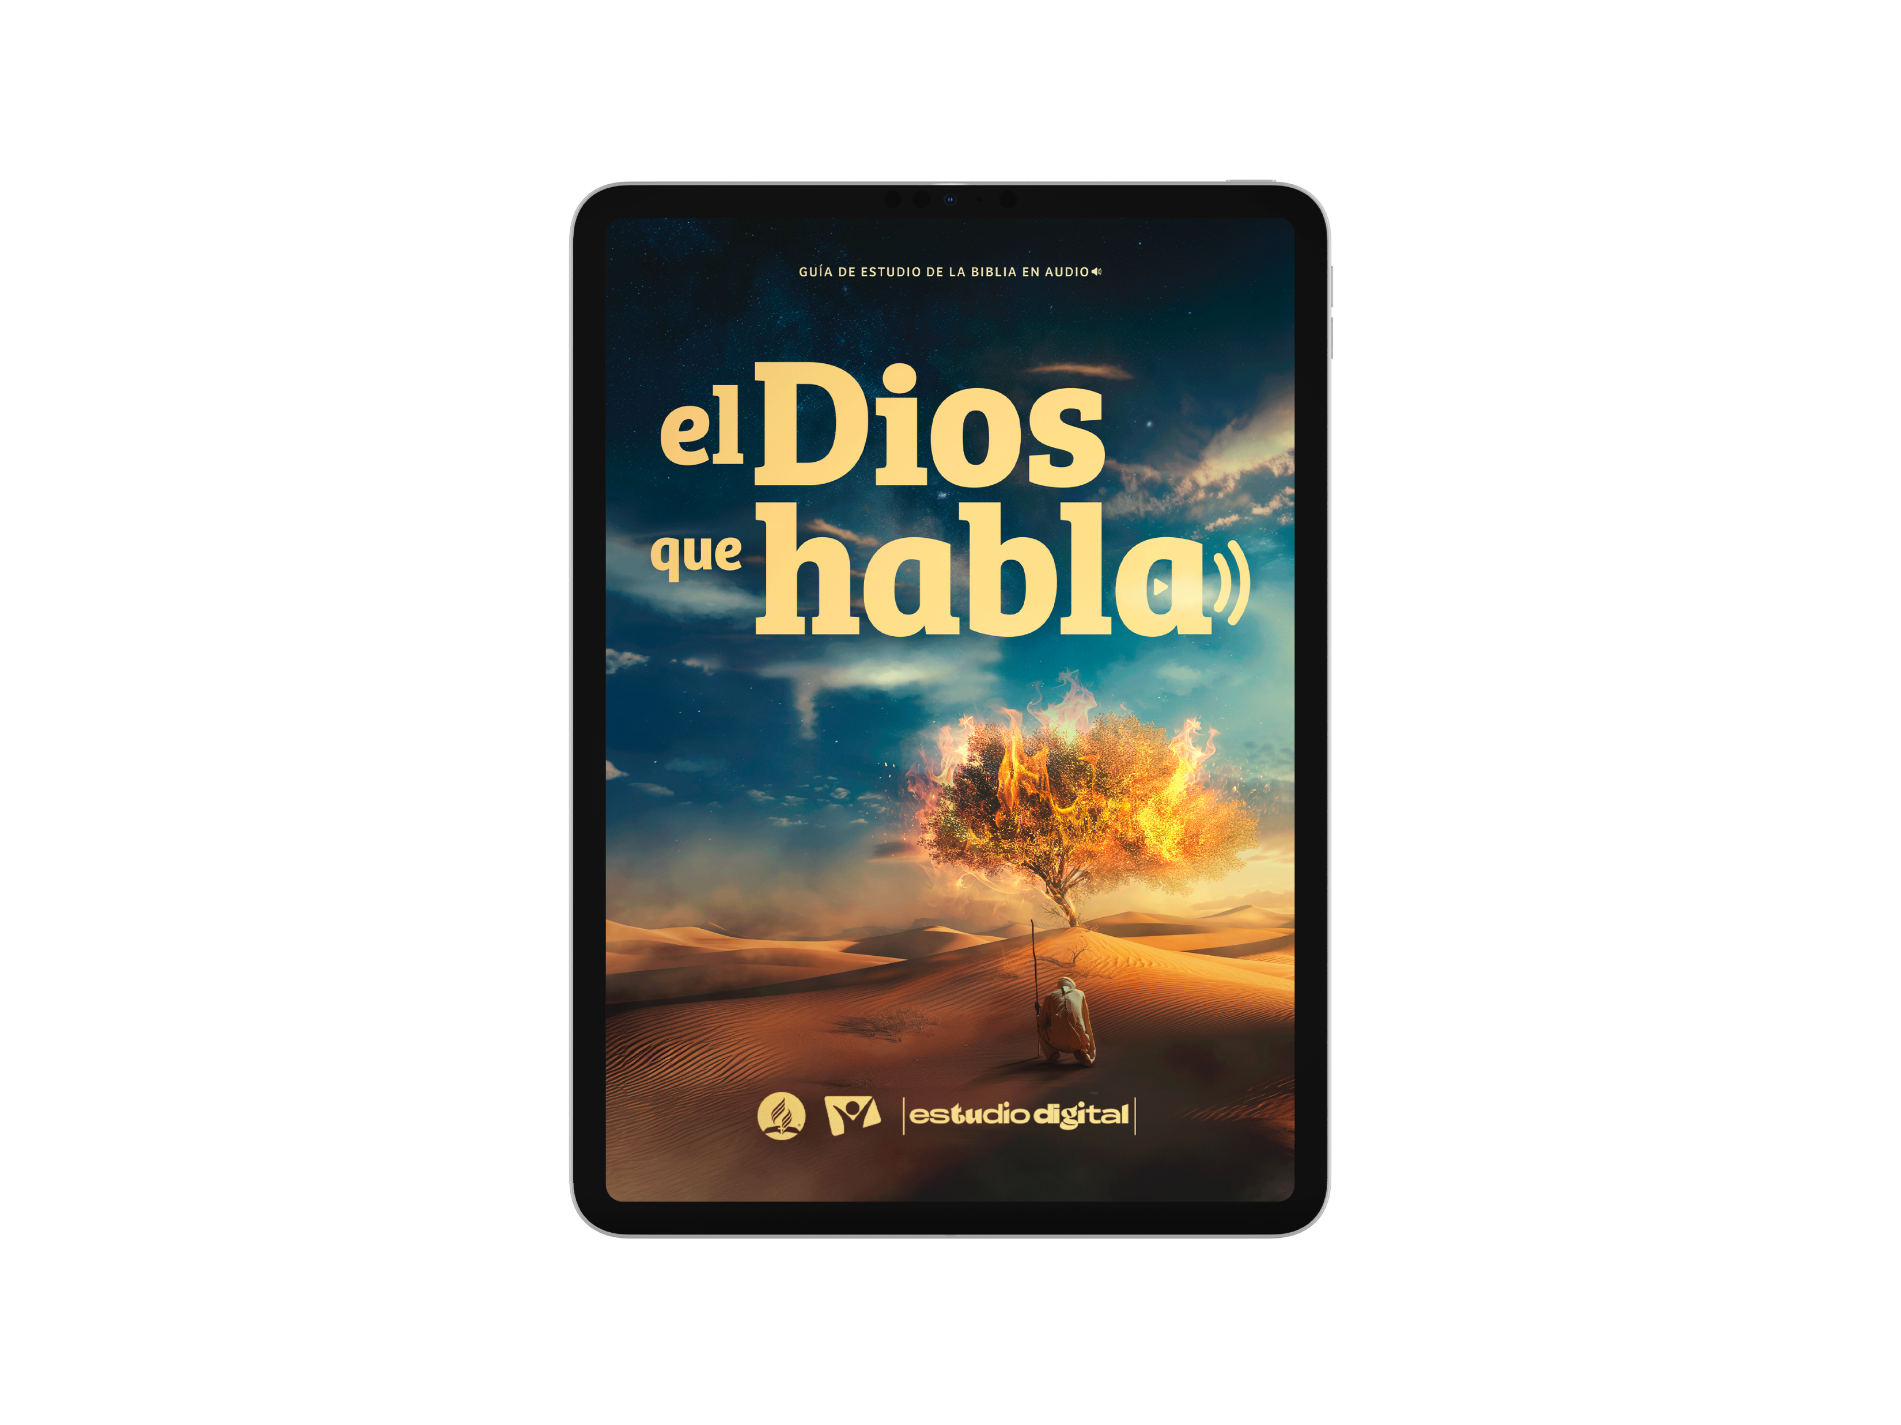 GUÍA DE ESTUDIO DE LA BIBLIA EN AUDIO
el Dios
que habla
estudio digital